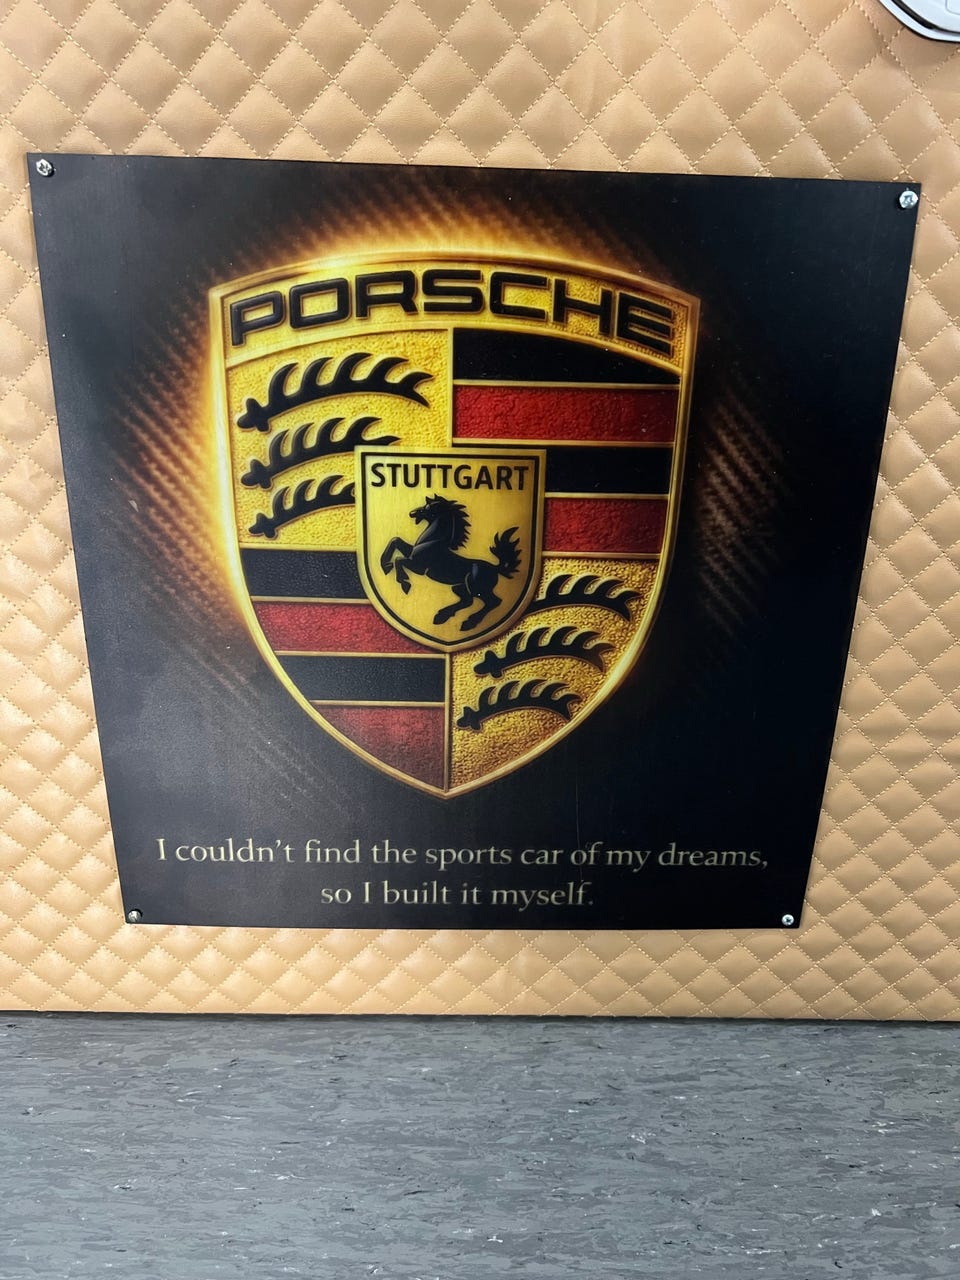 PORSCHE
STUTTGART
I couldn't find the sports car of my dreams,
so I built it myself.